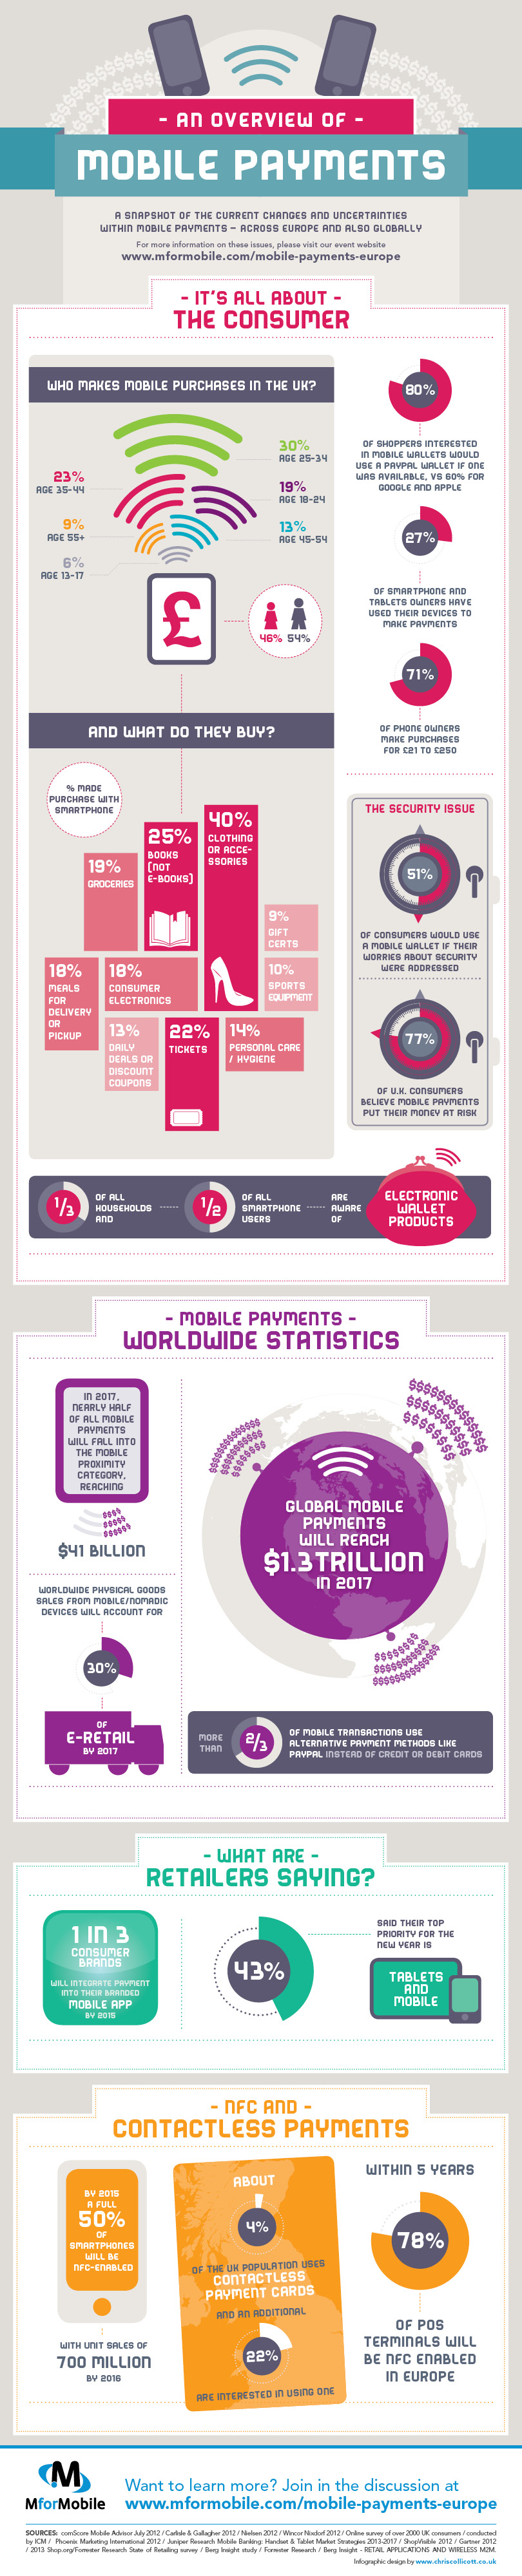 - AN OVERVIEW OF -
MOBILE PAYMENTS
A SNAPSHOT OF THE CURRENT CHANGES AND UNCERTAINTIES
WITHIN MOBILE PAYMENTS – ACROSS EUROPE AND ALSO GLOBALLY
For more information on these issues, please visit our event website
www.mformobile.com/mobile-payments-europe
- IT'S ALL ABOUT -
THE CONSUMER
WHO MAKES MOBILE PURCHASES IN THE UK?
30%
AGE 25-34
23%
AGE 35-44
19%
AGE 18-24
9%
AGE 55+
13%
AGE 45-54
6%
AGE 13-17
£
46% 54%
80%
OF SHOPPERS INTERESTED
IN MOBILE WALLETS WOULD
USE A PAYPAL WALLET IF ONE
WAS AVAILABLE, VS 60% FOR
GOOGLE AND APPLE
27%
OF SMARTPHONE AND
TABLETS OWNERS HAVE
USED THEIR DEVICES TO
MAKE PAYMENTS
71%
OF PHONE OWNERS
MAKE PURCHASES
FOR £21 TO £250
AND WHAT DO THEY BUY?
% MADE
PURCHASE WITH
SMARTPHONE
40%
CLOTHING
OR ACCE-
SSORIES
25%
BOOKS
(NOT
E-BOOKS)
19%
GROCERIES
9%
GIFT
CERTS
18%
MEALS
FOR
DELIVERY
OR
PICKUP
18%
CONSUMER
ELECTRONICS
10%
SPORTS
EQUIPMENT
13%
DAILY
DEALS OR
DISCOUNT
COUPONS
22%
TICKETS
14%
PERSONAL CARE
/ HYGIENE
THE SECURITY ISSUE
51%
OF CONSUMERS WOULD USE
A MOBILE WALLET IF THEIR
WORRIES ABOUT SECURITY
WERE ADDRESSED
77%
OF U.K. CONSUMERS
BELIEVE MOBILE PAYMENTS
PUT THEIR MONEY AT RISK
1/3
OF ALL
HOUSEHOLDS
AND
1/2
OF ALL
SMARTPHONE
USERS
ARE
AWARE
OF
ELECTRONIC
WALLET
PRODUCTS
- MOBILE PAYMENTS -
WORLDWIDE STATISTICS
IN 2017,
NEARLY HALF
OF ALL MOBILE
PAYMENTS
WILL FALL INTO
THE MOBILE
PROXIMITY
CATEGORY,
REACHING
$41 BILLION
WORLDWIDE PHYSICAL GOODS
SALES FROM MOBILE/NOMADIC
DEVICES WILL ACCOUNT FOR
30%
OF
E-RETAIL
BY 2017
GLOBAL MOBILE
PAYMENTS
WILL REACH
$1.3TRILLION
IN 2017
MORE
THAN
2/3
OF MOBILE TRANSACTIONS USE
ALTERNATIVE PAYMENT METHODS LIKE
PAYPAL INSTEAD OF CREDIT OR DEBIT CARDS
- WHAT ARE -
RETAILERS SAYING?
1 IN 3
CONSUMER
BRANDS
WILL INTEGRATE PAYMENT
INTO THEIR BRANDED
MOBILE APP
BY 2015
43%
SAID THEIR TOP
PRIORITY FOR THE
NEW YEAR IS
TABLETS
AND
MOBILE
- NFC AND -
CONTACTLESS PAYMENTS
BY 2015
A FULL
50%
OF
SMARTPHONES
WILL BE
NFC-ENABLED
WITH UNIT SALES OF
700 MILLION
BY 2016
ABOUT
4%
OF THE UK POPULATION USES
CONTACTLESS
PAYMENT CARDS
AND AN ADDITIONAL
22%
ARE INTERESTED IN USING ONE
WITHIN 5 YEARS
78%
OF POS
TERMINALS WILL
BE NFC ENABLED
IN EUROPE
M
MforMobile
Want to learn more? Join in the discussion at
www.mformobile.com/mobile-payments-europe
SOURCES: comScore Mobile Advisor July 2012 / Carlisle & Gallagher 2012 / Nielsen 2012 / Wincor Nixdorf 2012 / Online survey of over 2000 UK consumers / conducted
by ICM / Phoenix Marketing International 2012 / Juniper Research Mobile Banking: Handset & Tablet Market Strategies 2013-2017 / ShopVisible 2012 / Gartner 2012
/ 2013 Shop.org/Forrester Research State of Retailing survey / Berg Insight study / Forrester Research / Berg Insight - RETAIL APPLICATIONS AND WIRELESS M2M.
Infographic design by www.chriscollicott.co.uk